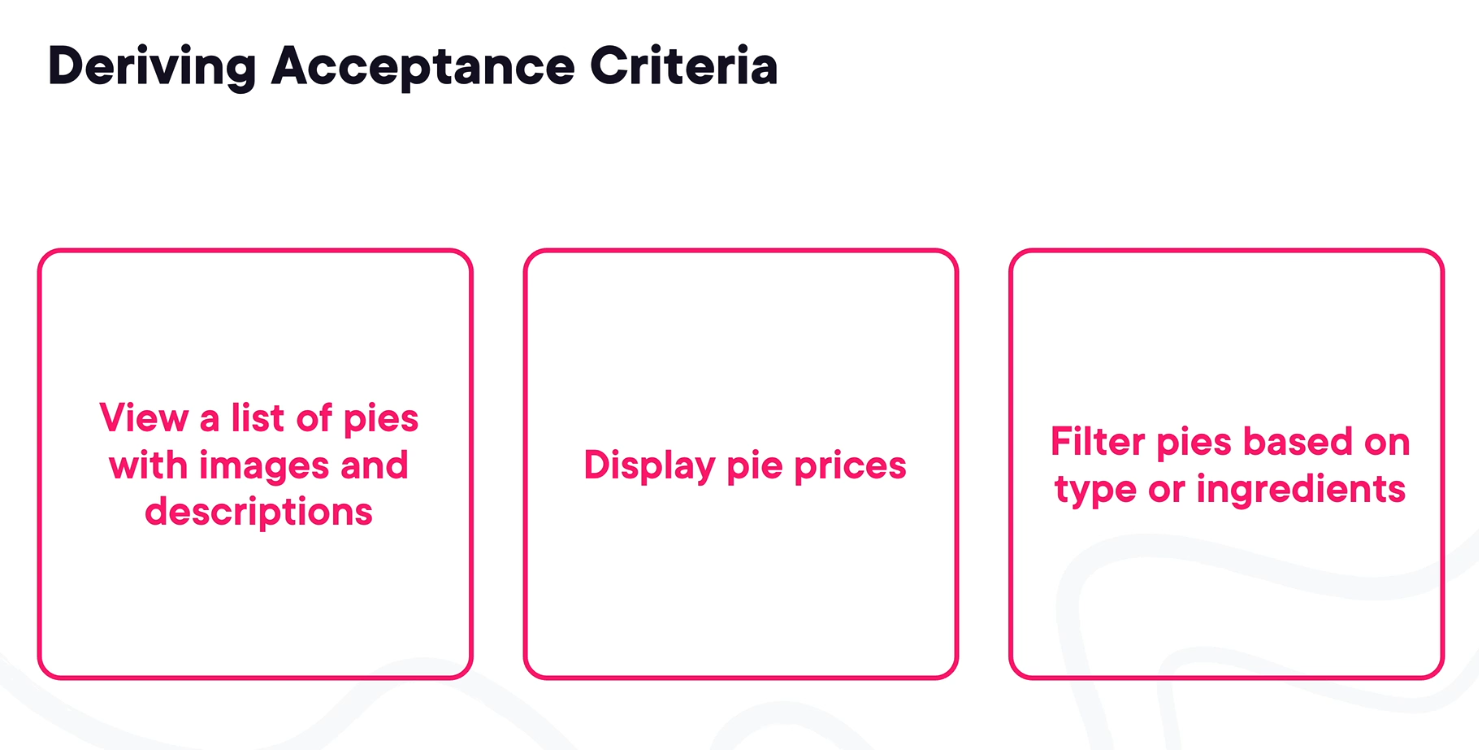 Deriving Acceptance Criteria
View a list of pies
with images and
descriptions
Display pie prices
Filter pies based on
type or ingredients